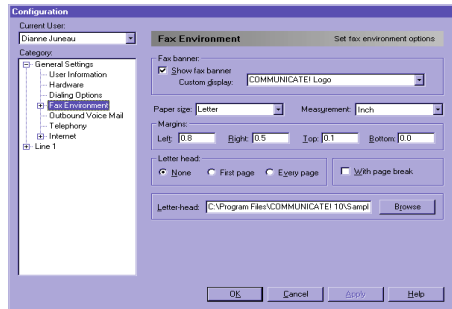 Configuration
Current User:
Dianne Juneau
Category:
General Settings
User Information
Hardware
Dialing Options
Fax Environment
Outbound Voice Mail
Telephony
Internet
Line 1
Fax Environment Set fax environment options
Fax banner:
Show fax banner
Custom display: COMMUNICATE! Logo
Paper size: Letter Measurement: Inch
Margins:
Left: 0.8 Right: 0.5 Top: 0.1 Bottom: 0.0
Letter head:
None First page Every page With page break
Letter-head: C:\Program Files\COMMUNICATE! 10\Sampl Browse
OK Cancel Apply Help